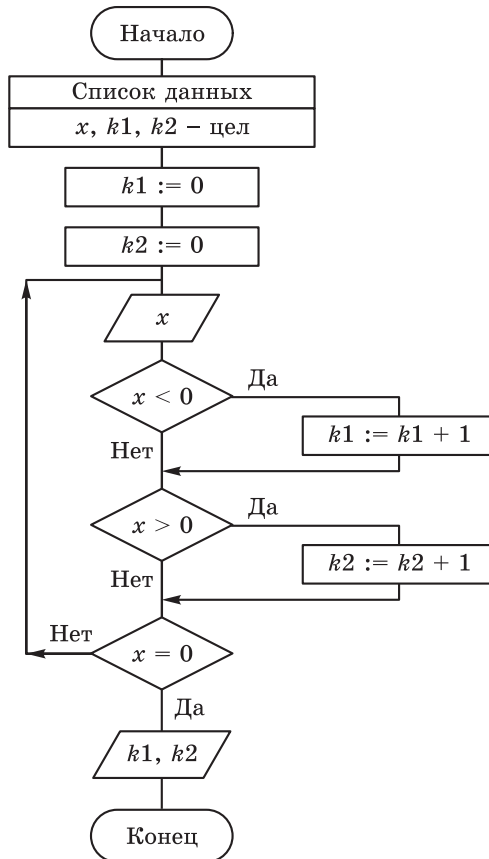 Начало
Список данных
x, k1, k2 – цел
k1 := 0
k2 := 0
x
x < 0
Да
k1 := k1 + 1
Нет
x > 0
Да
k2 := k2 + 1
Нет
x = 0
Нет
Да
k1, k2
Конец